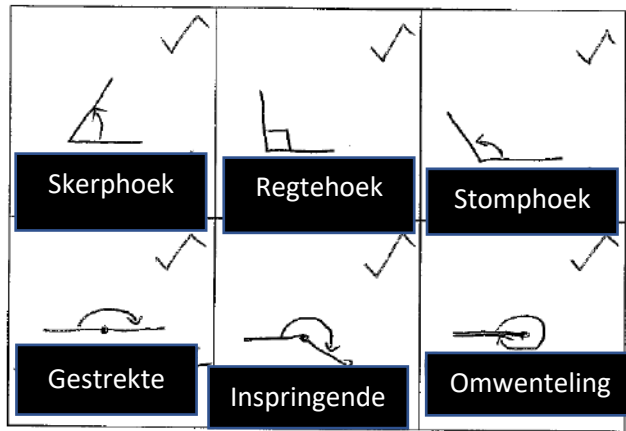 Skerphoek
Regtehoek
Stomphoek
Gestrekte
Inspringende
Omwenteling